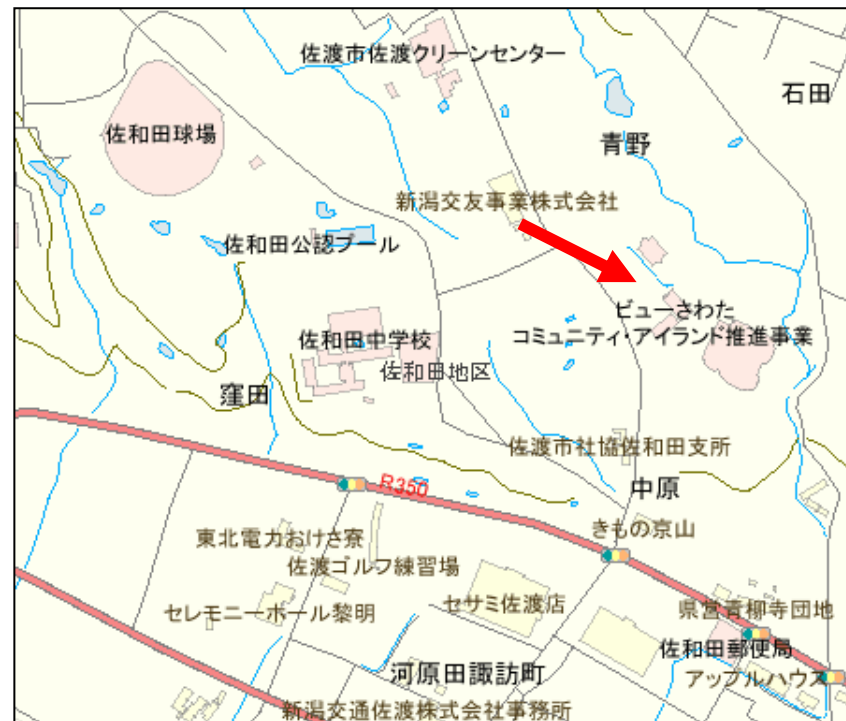 佐渡市佐渡クリーンセンター
石田
佐和田球場
青野
新潟交友事業株式会社
佐和田公認プール
ビューさわた
コミュニティ・アイランド推進事業
佐和田中学校
佐和田地区
窪田
佐渡市社協佐和田支所
R350
中原
きもの京山
東北電力おけさ寮
佐渡ゴルフ練習場
セサミ佐渡店
セレモニーホール黎明
県営青柳寺団地
佐和田郵便局
河原田諏訪町
アップルハウス
新潟交通佐渡株式会社事務所